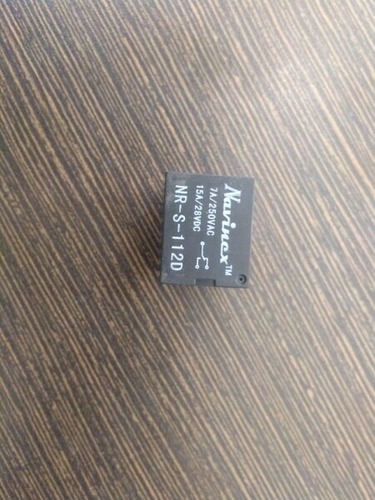 Navinex™
7A/250VAC
15A/28VDC
NR-S-112D